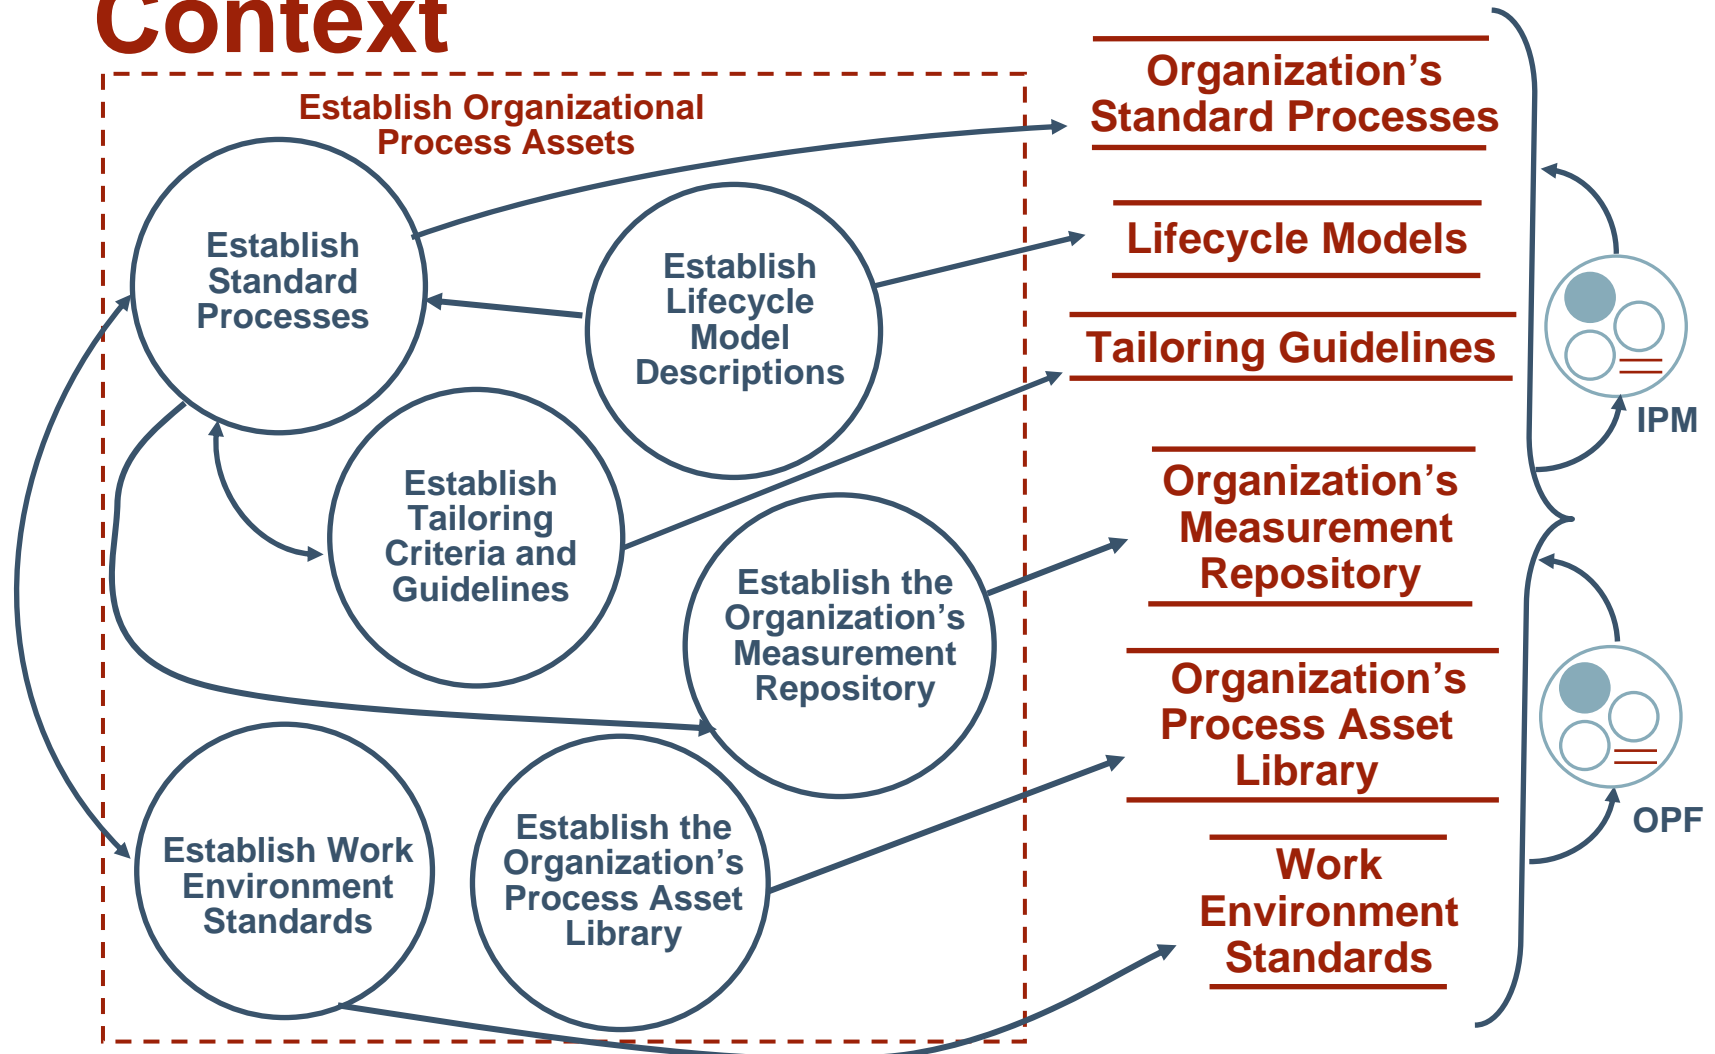 Context
Establish Organizational
Process Assets
Establish
Standard
Processes
Establish
Lifecycle
Model
Descriptions
Establish
Tailoring
Criteria and
Guidelines
Establish the
Organization’s
Measurement
Repository
Establish Work
Environment
Standards
Establish the
Organization’s
Process Asset
Library
Organization’s
Standard Processes
Lifecycle Models
Tailoring Guidelines
Organization’s
Measurement
Repository
Organization’s
Process Asset
Library
Work
Environment
Standards
IPM
OPF